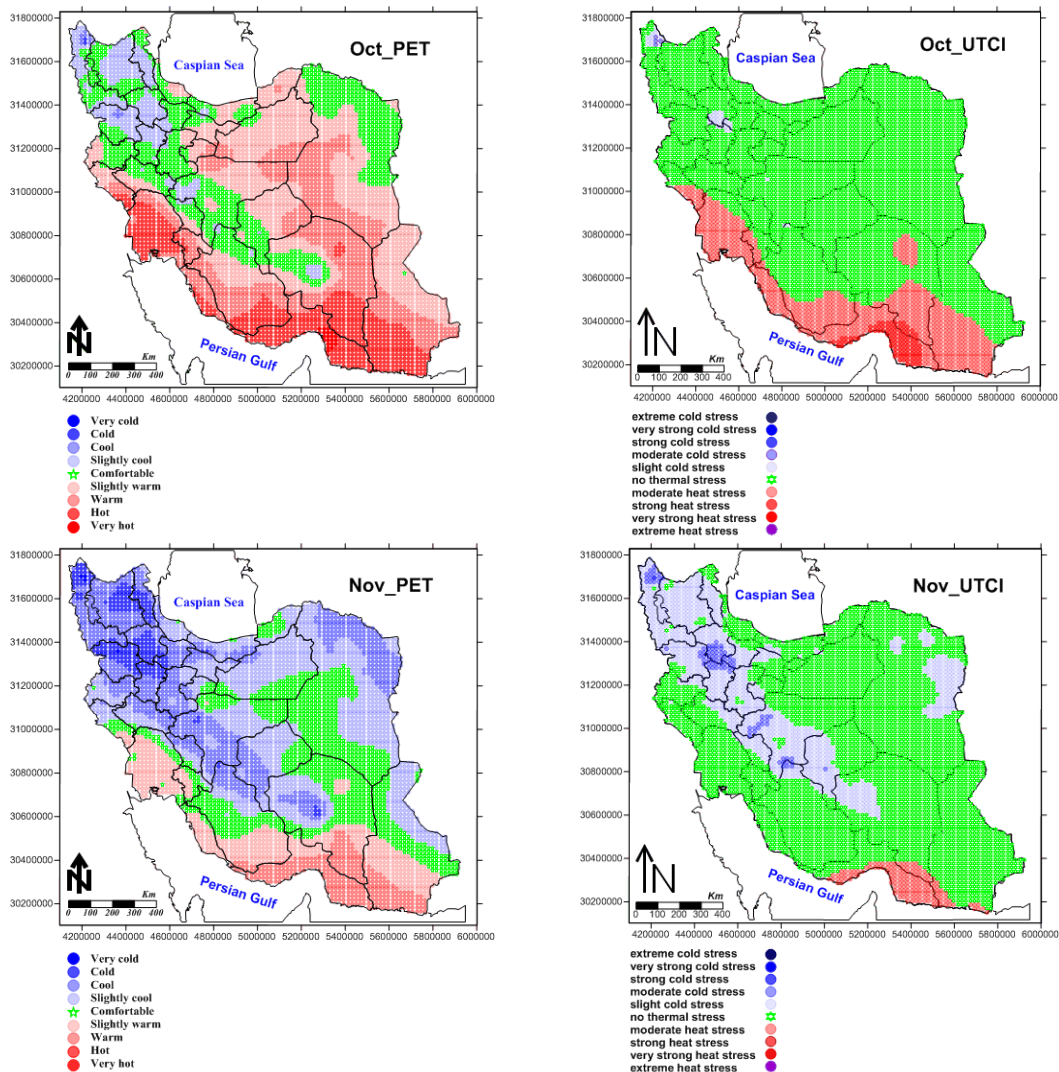 Oct_PET
Caspian Sea
Persian Gulf
N
Km
0 100 200 300 400
31800000
31600000
31400000
31200000
31000000
30800000
30600000
30400000
30200000
4200000 4400000 4600000 4800000 5000000 5200000 5400000 5600000 5800000 6000000
Very cold
Cold
Cool
Slightly cool
Comfortable
Slightly warm
Warm
Hot
Very hot
Oct_UTCI
Caspian Sea
Persian Gulf
N
Km
0 100 200 300 400
31800000
31600000
31400000
31200000
31000000
30800000
30600000
30400000
30200000
4200000 4400000 4600000 4800000 5000000 5200000 5400000 5600000 5800000 6000000
extreme cold stress
very strong cold stress
strong cold stress
moderate cold stress
slight cold stress
no thermal stress
moderate heat stress
strong heat stress
very strong heat stress
extreme heat stress
Nov_PET
Caspian Sea
Persian Gulf
N
Km
0 100 200 300 400
31800000
31600000
31400000
31200000
31000000
30800000
30600000
30400000
30200000
4200000 4400000 4600000 4800000 5000000 5200000 5400000 5600000 5800000 6000000
Very cold
Cold
Cool
Slightly cool
Comfortable
Slightly warm
Warm
Hot
Very hot
Nov_UTCI
Caspian Sea
Persian Gulf
N
Km
0 100 200 300 400
31800000
31600000
31400000
31200000
31000000
30800000
30600000
30400000
30200000
4200000 4400000 4600000 4800000 5000000 5200000 5400000 5600000 5800000 6000000
extreme cold stress
very strong cold stress
strong cold stress
moderate cold stress
slight cold stress
no thermal stress
moderate heat stress
strong heat stress
very strong heat stress
extreme heat stress